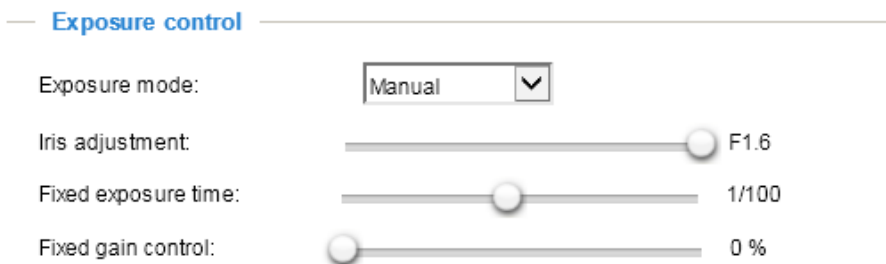 Exposure control
Exposure mode: Manual
Iris adjustment: F1.6
Fixed exposure time: 1/100
Fixed gain control: 0 %